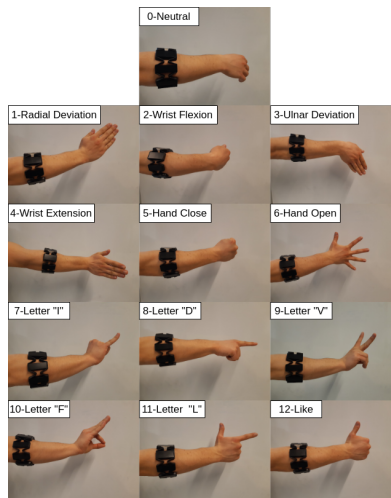 0-Neutral
1-Radial Deviation
2-Wrist Flexion
3-Ulnar Deviation
4-Wrist Extension
5-Hand Close
6-Hand Open
7-Letter "I"
8-Letter "D"
9-Letter "V"
10-Letter "F"
11-Letter "L"
12-Like